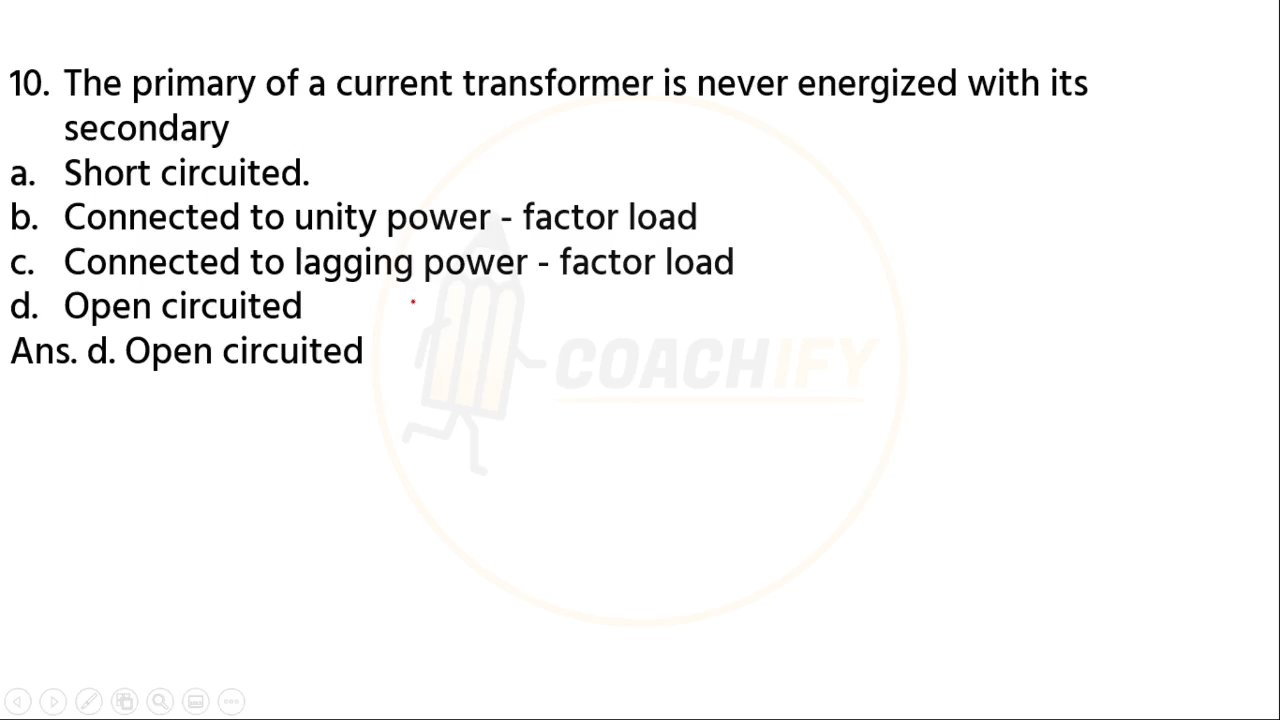 10. The primary of a current transformer is never energized with its
secondary
a. Short circuited.
b. Connected to unity power - factor load
c. Connected to lagging power - factor load
d. Open circuited
Ans. d. Open circuited
COACHIFY